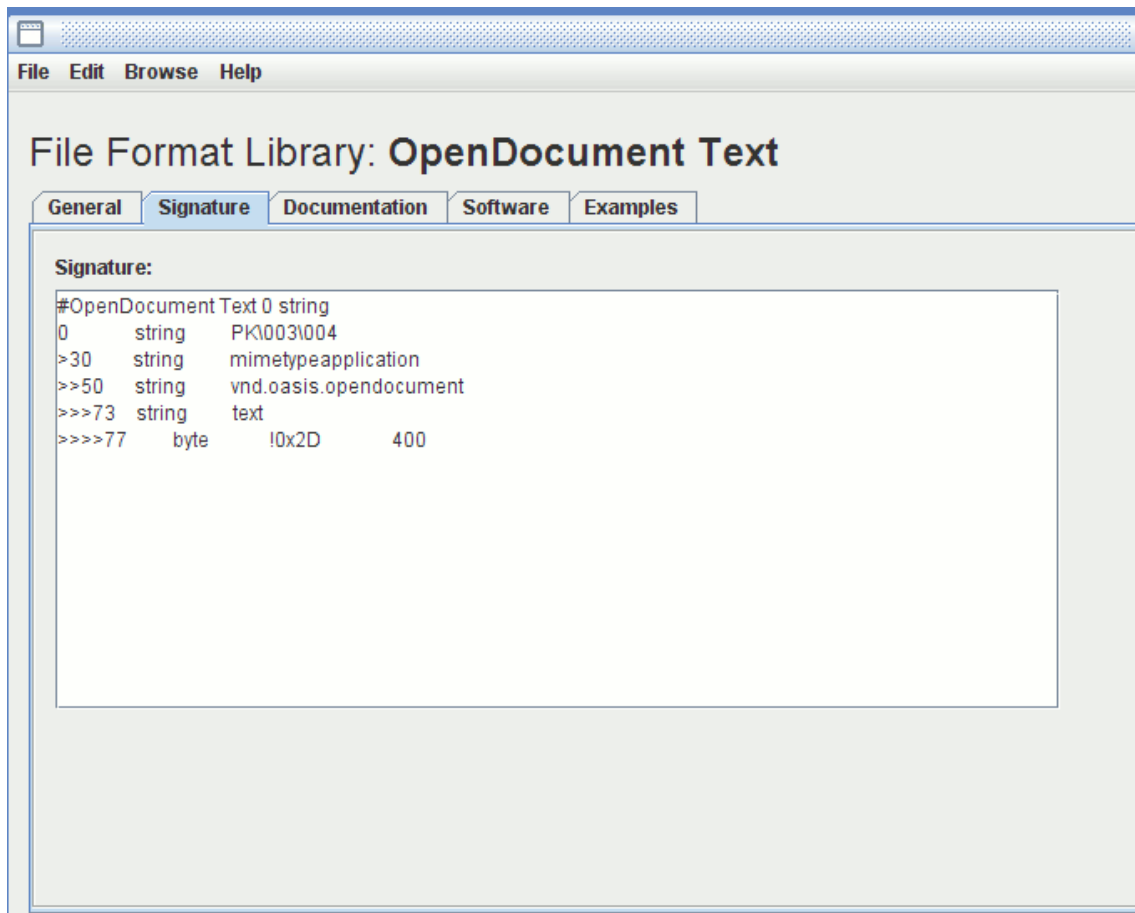 File Edit Browse Help
File Format Library: OpenDocument Text
General Signature Documentation Software Examples
Signature:
#OpenDocument Text 0 string
0 string PK\003\004
>30 string mimetypeapplication
>>50 string vnd.oasis.opendocument
>>>73 string text
>>>>77 byte !0x2D 400